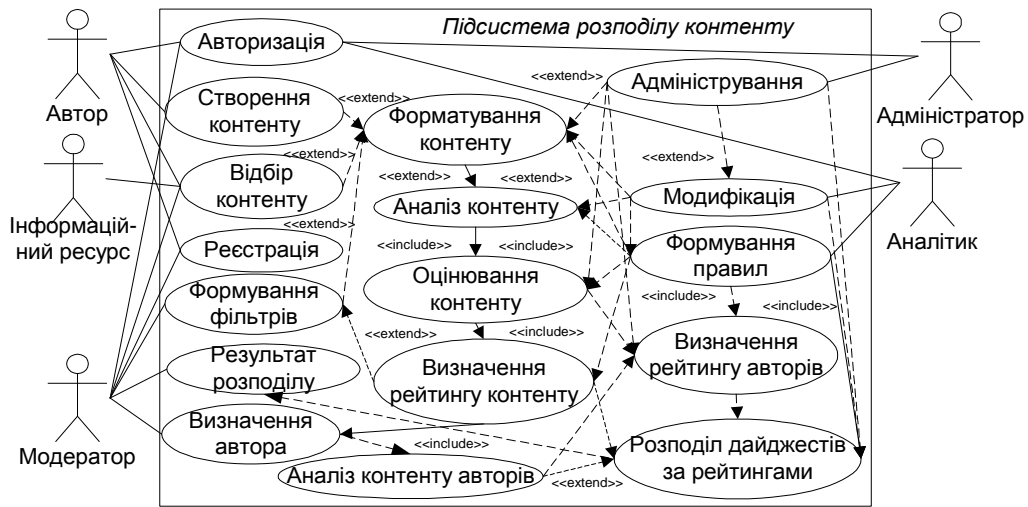 Підсистема розподілу контенту
Авторизація
<<extend>>
Адміністрування
Автор
Адміністратор
Створення
контенту
<<extend>>
Форматування
контенту
<<extend>>
Відбір
контенту
<<extend>>
<<extend>>
<<extend>>
Модифікація
Інформацій-
ний ресурс
Аналіз контенту
Аналітик
<<extend>>
Реєстрація
<<include>>
<<include>>
Формування
правил
Формування
фільтрів
Оцінювання
контенту
<<include>>
<<include>>
<<extend>>
<<include>>
Результат
розподілу
Визначення
рейтингу контенту
Визначення
рейтингу авторів
Модератор
Визначення
автора
<<include>>
Розподіл дайджестів
за рейтингами
Аналіз контенту авторів
<<extend>>